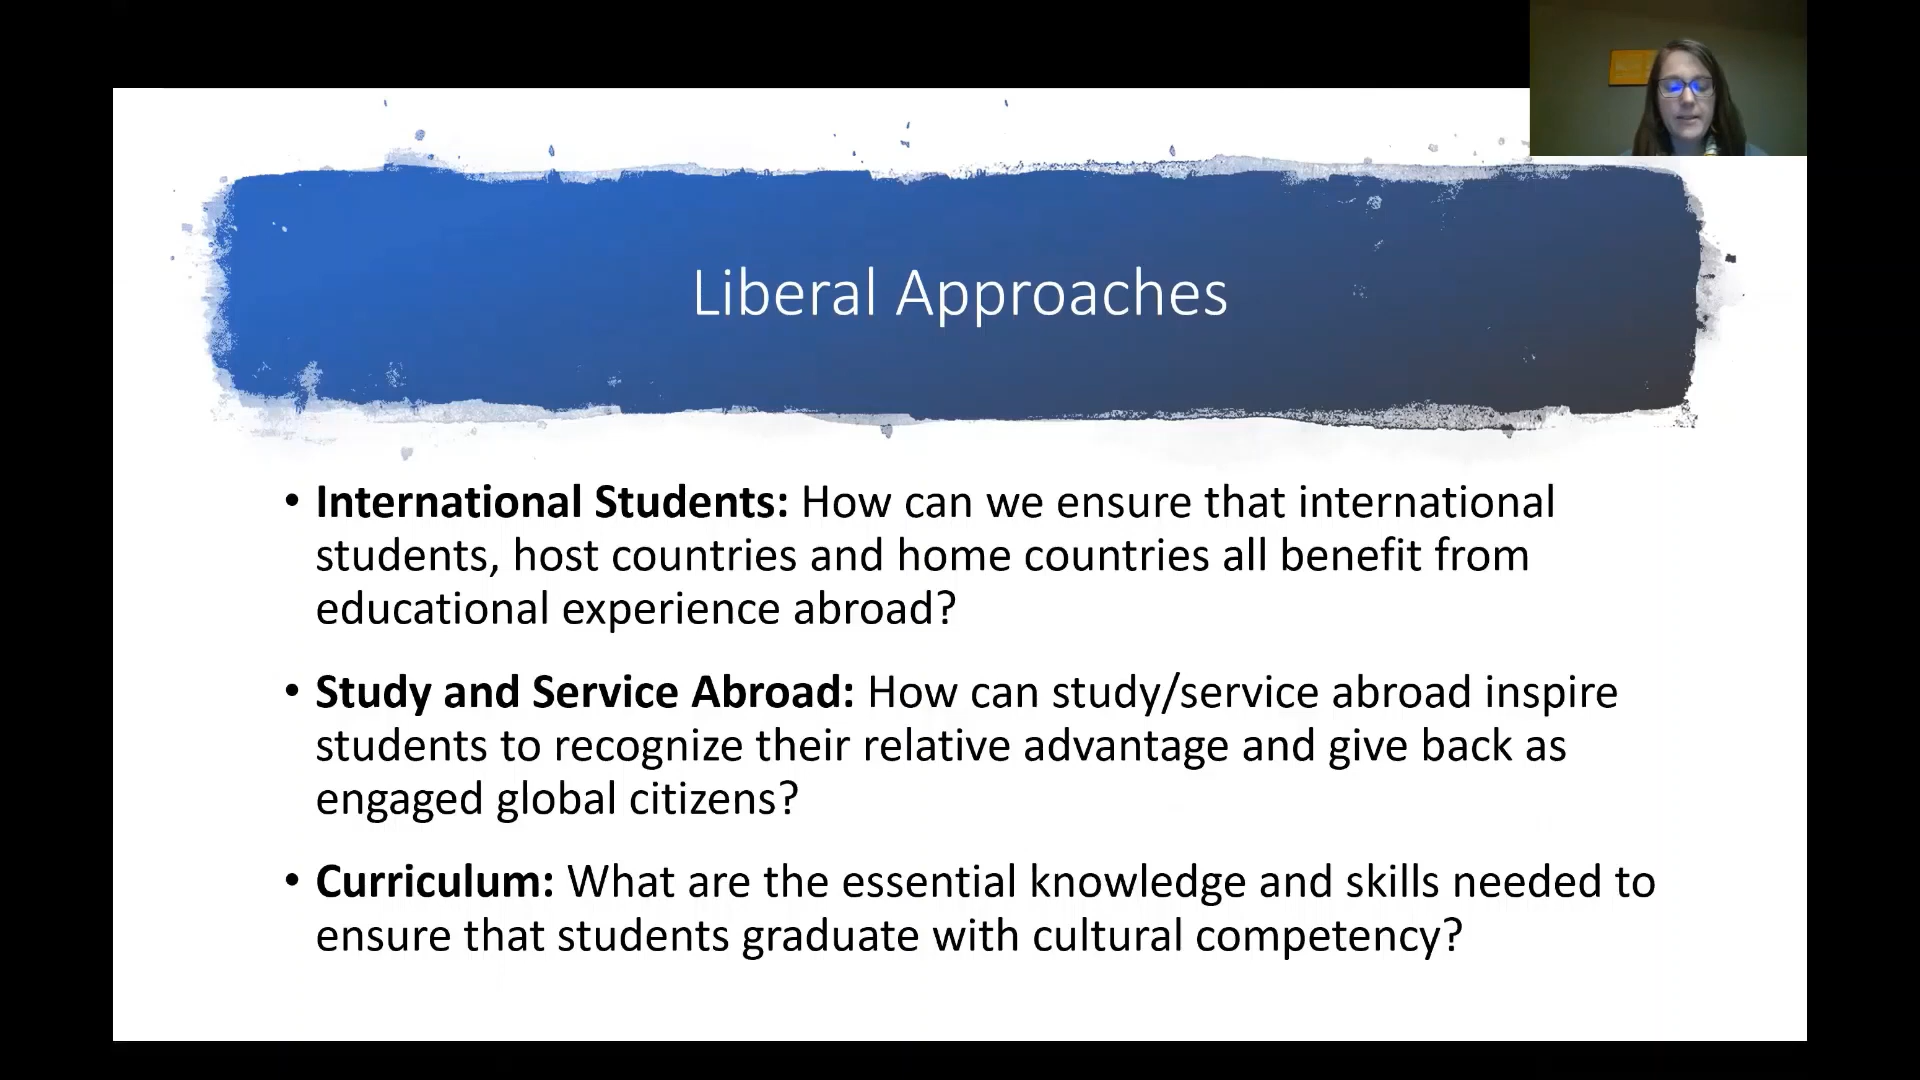 Liberal Approaches
• International Students: How can we ensure that international
students, host countries and home countries all benefit from
educational experience abroad?
• Study and Service Abroad: How can study/service abroad inspire
students to recognize their relative advantage and give back as
engaged global citizens?
• Curriculum: What are the essential knowledge and skills needed to
ensure that students graduate with cultural competency?